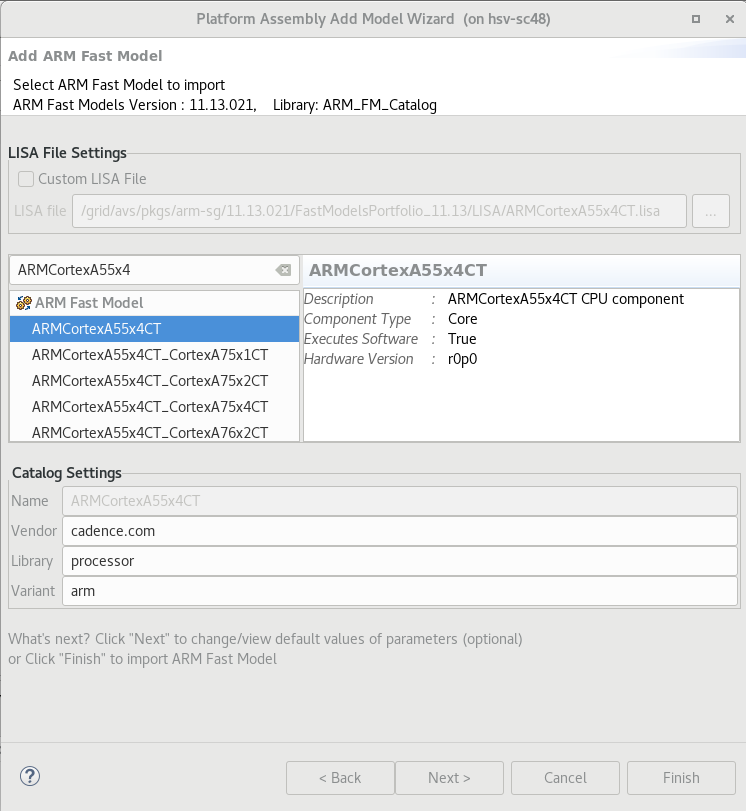 Platform Assembly Add Model Wizard (on hsv-sc48)
Add ARM Fast Model
Select ARM Fast Model to import
ARM Fast Models Version : 11.13.021, Library: ARM_FM_Catalog
LISA File Settings
Custom LISA File
LISA file /grid/avs/pkgs/arm-sg/11.13.021/FastModelsPortfolio_11.13/LISA/ARMCortexA55x4CT.lisa ...
ARMCortexA55x4
ARM Fast Model
ARMCortexA55x4CT
ARMCortexA55x4CT_CortexA75x1CT
ARMCortexA55x4CT_CortexA75x2CT
ARMCortexA55x4CT_CortexA75x4CT
ARMCortexA55x4CT_CortexA76x2CT
ARMCortexA55x4CT
Description : ARMCortexA55x4CT CPU component
Component Type : Core
Executes Software : True
Hardware Version : r0p0
Catalog Settings
Name ARMCortexA55x4CT
Vendor cadence.com
Library processor
Variant arm
What's next? Click "Next" to change/view default values of parameters (optional)
or Click "Finish" to import ARM Fast Model
? < Back Next > Cancel Finish